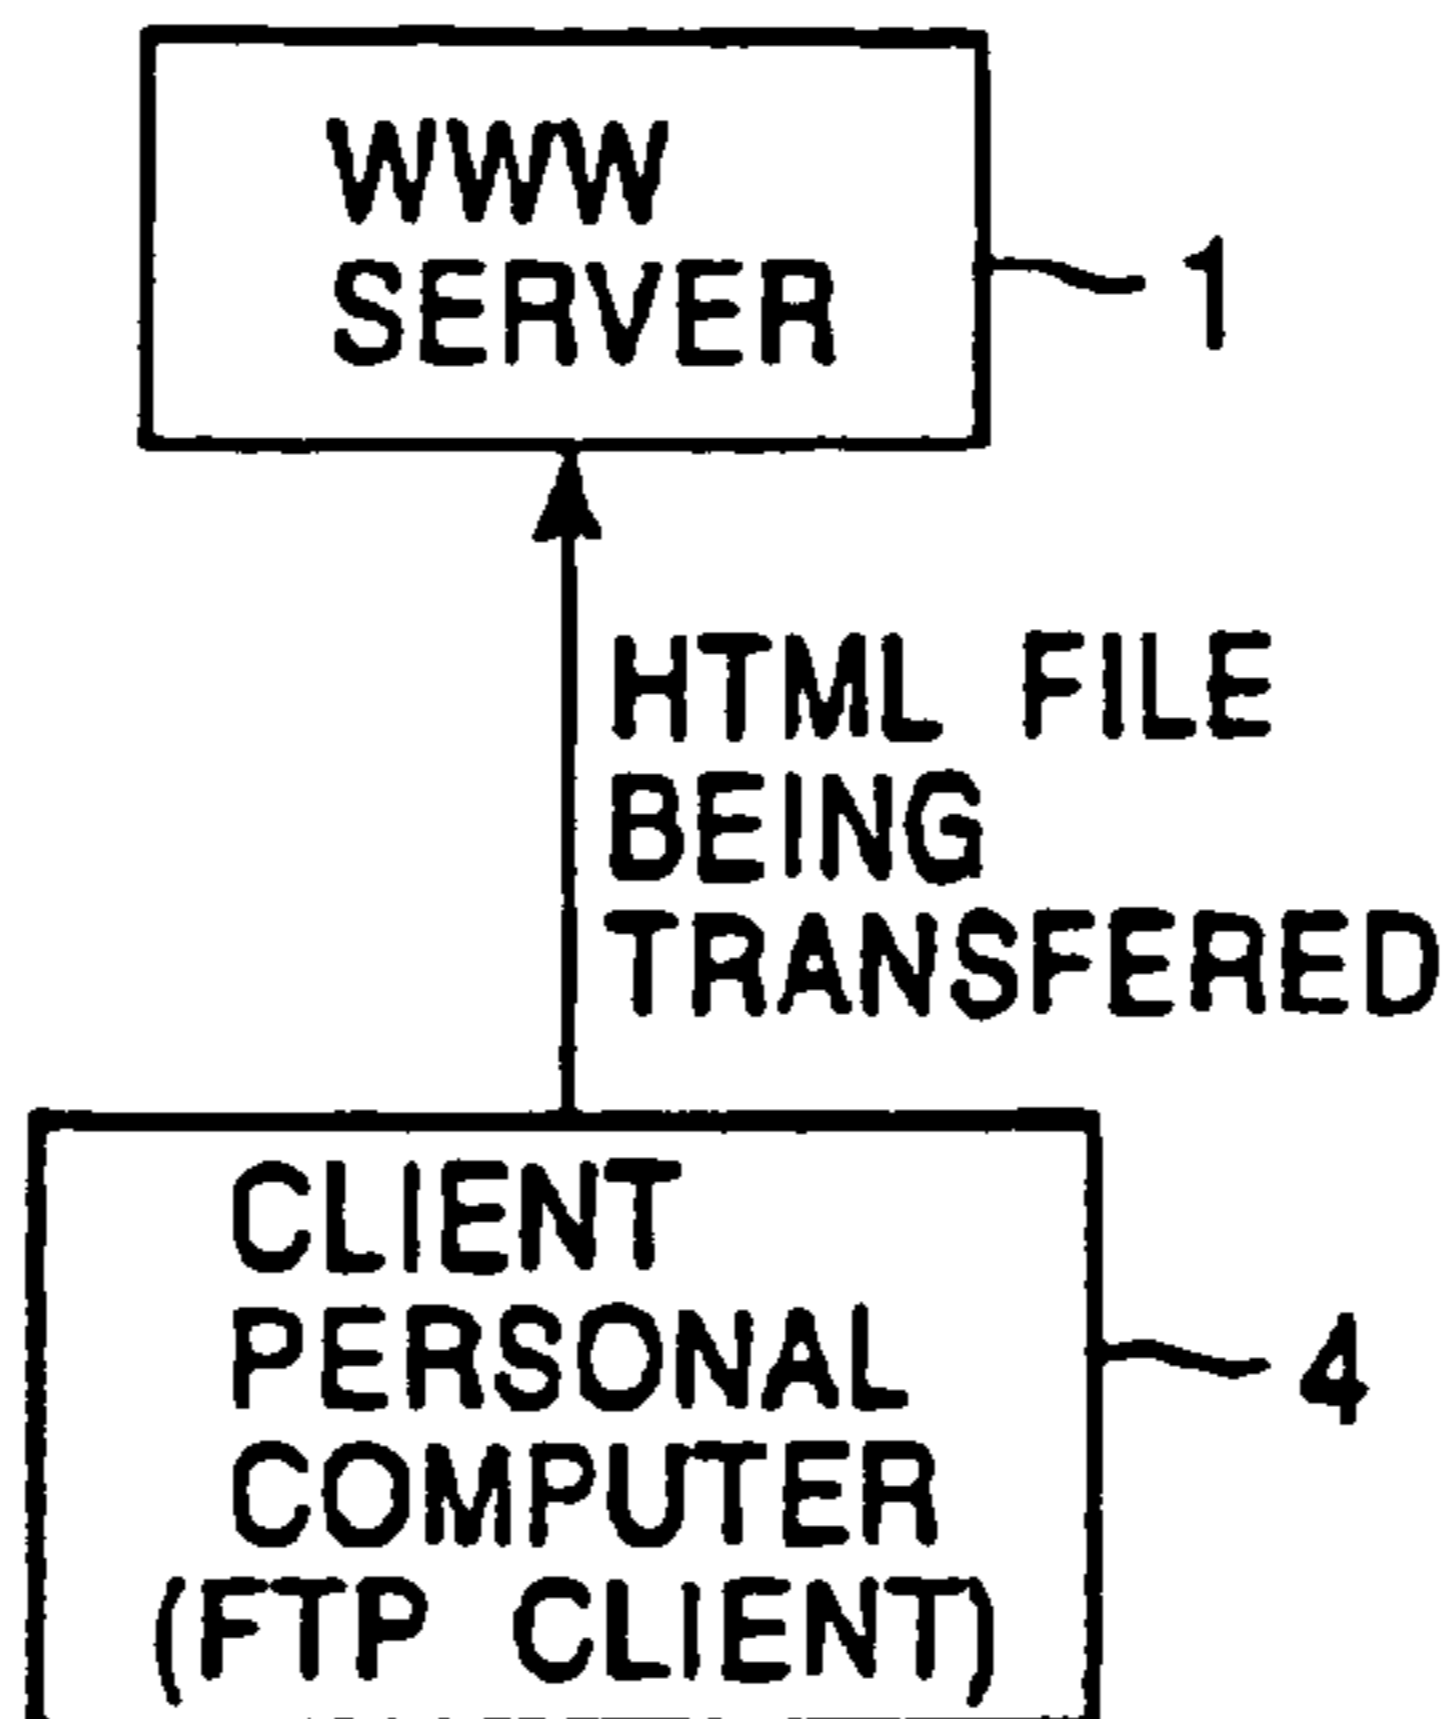 WWW
SERVER
1
HTML FILE
BEING
TRANSFERED
CLIENT
PERSONAL
COMPUTER
4
(FTP CLIENT)